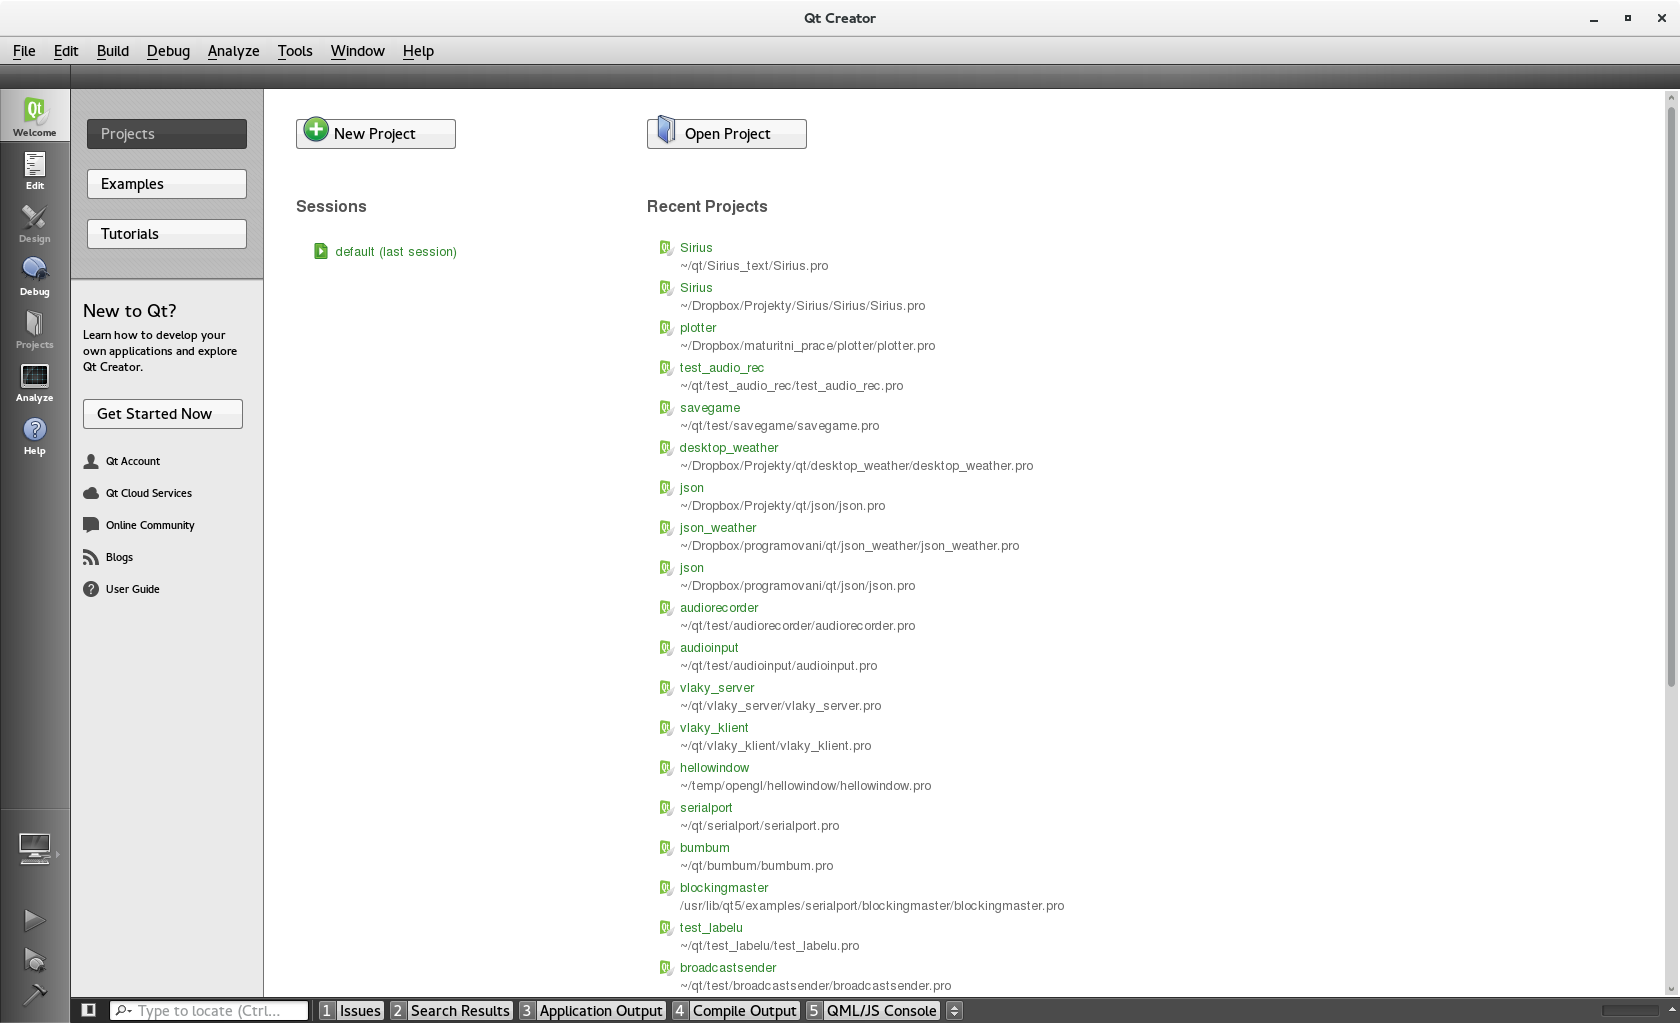 Qt Creator
File Edit Build Debug Analyze Tools Window Help
Welcome
Edit
Design
Debug
Projects
Analyze
Help
Projects
Examples
Tutorials
New to Qt?
Learn how to develop your
own applications and explore
Qt Creator.
Get Started Now
Qt Account
Qt Cloud Services
Online Community
Blogs
User Guide
New Project
Open Project
Sessions
default (last session)
Recent Projects
Sirius
~/qt/Sirius_text/Sirius.pro
Sirius
~/Dropbox/Projekty/Sirius/Sirius/Sirius.pro
plotter
~/Dropbox/maturitni_prace/plotter/plotter.pro
test_audio_rec
~/qt/test_audio_rec/test_audio_rec.pro
savegame
~/qt/test/savegame/savegame.pro
desktop_weather
~/Dropbox/Projekty/qt/desktop_weather/desktop_weather.pro
json
~/Dropbox/Projekty/qt/json/json.pro
json_weather
~/Dropbox/programovani/qt/json_weather/json_weather.pro
json
~/Dropbox/programovani/qt/json/json.pro
audiorecorder
~/qt/test/audiorecorder/audiorecorder.pro
audioinput
~/qt/test/audioinput/audioinput.pro
vlaky_server
~/qt/vlaky_server/vlaky_server.pro
vlaky_klient
~/qt/vlaky_klient/vlaky_klient.pro
hellowindow
~/temp/opengl/hellowindow/hellowindow.pro
serialport
~/qt/serialport/serialport.pro
bumbum
~/qt/bumbum/bumbum.pro
blockingmaster
/usr/lib/qt5/examples/serialport/blockingmaster/blockingmaster.pro
test_labelu
~/qt/test_labelu/test_labelu.pro
broadcastsender
~/qt/test/broadcastsender/broadcastsender.pro
Type to locate (Ctrl... 1 Issues 2 Search Results 3 Application Output 4 Compile Output 5 QML/JS Console